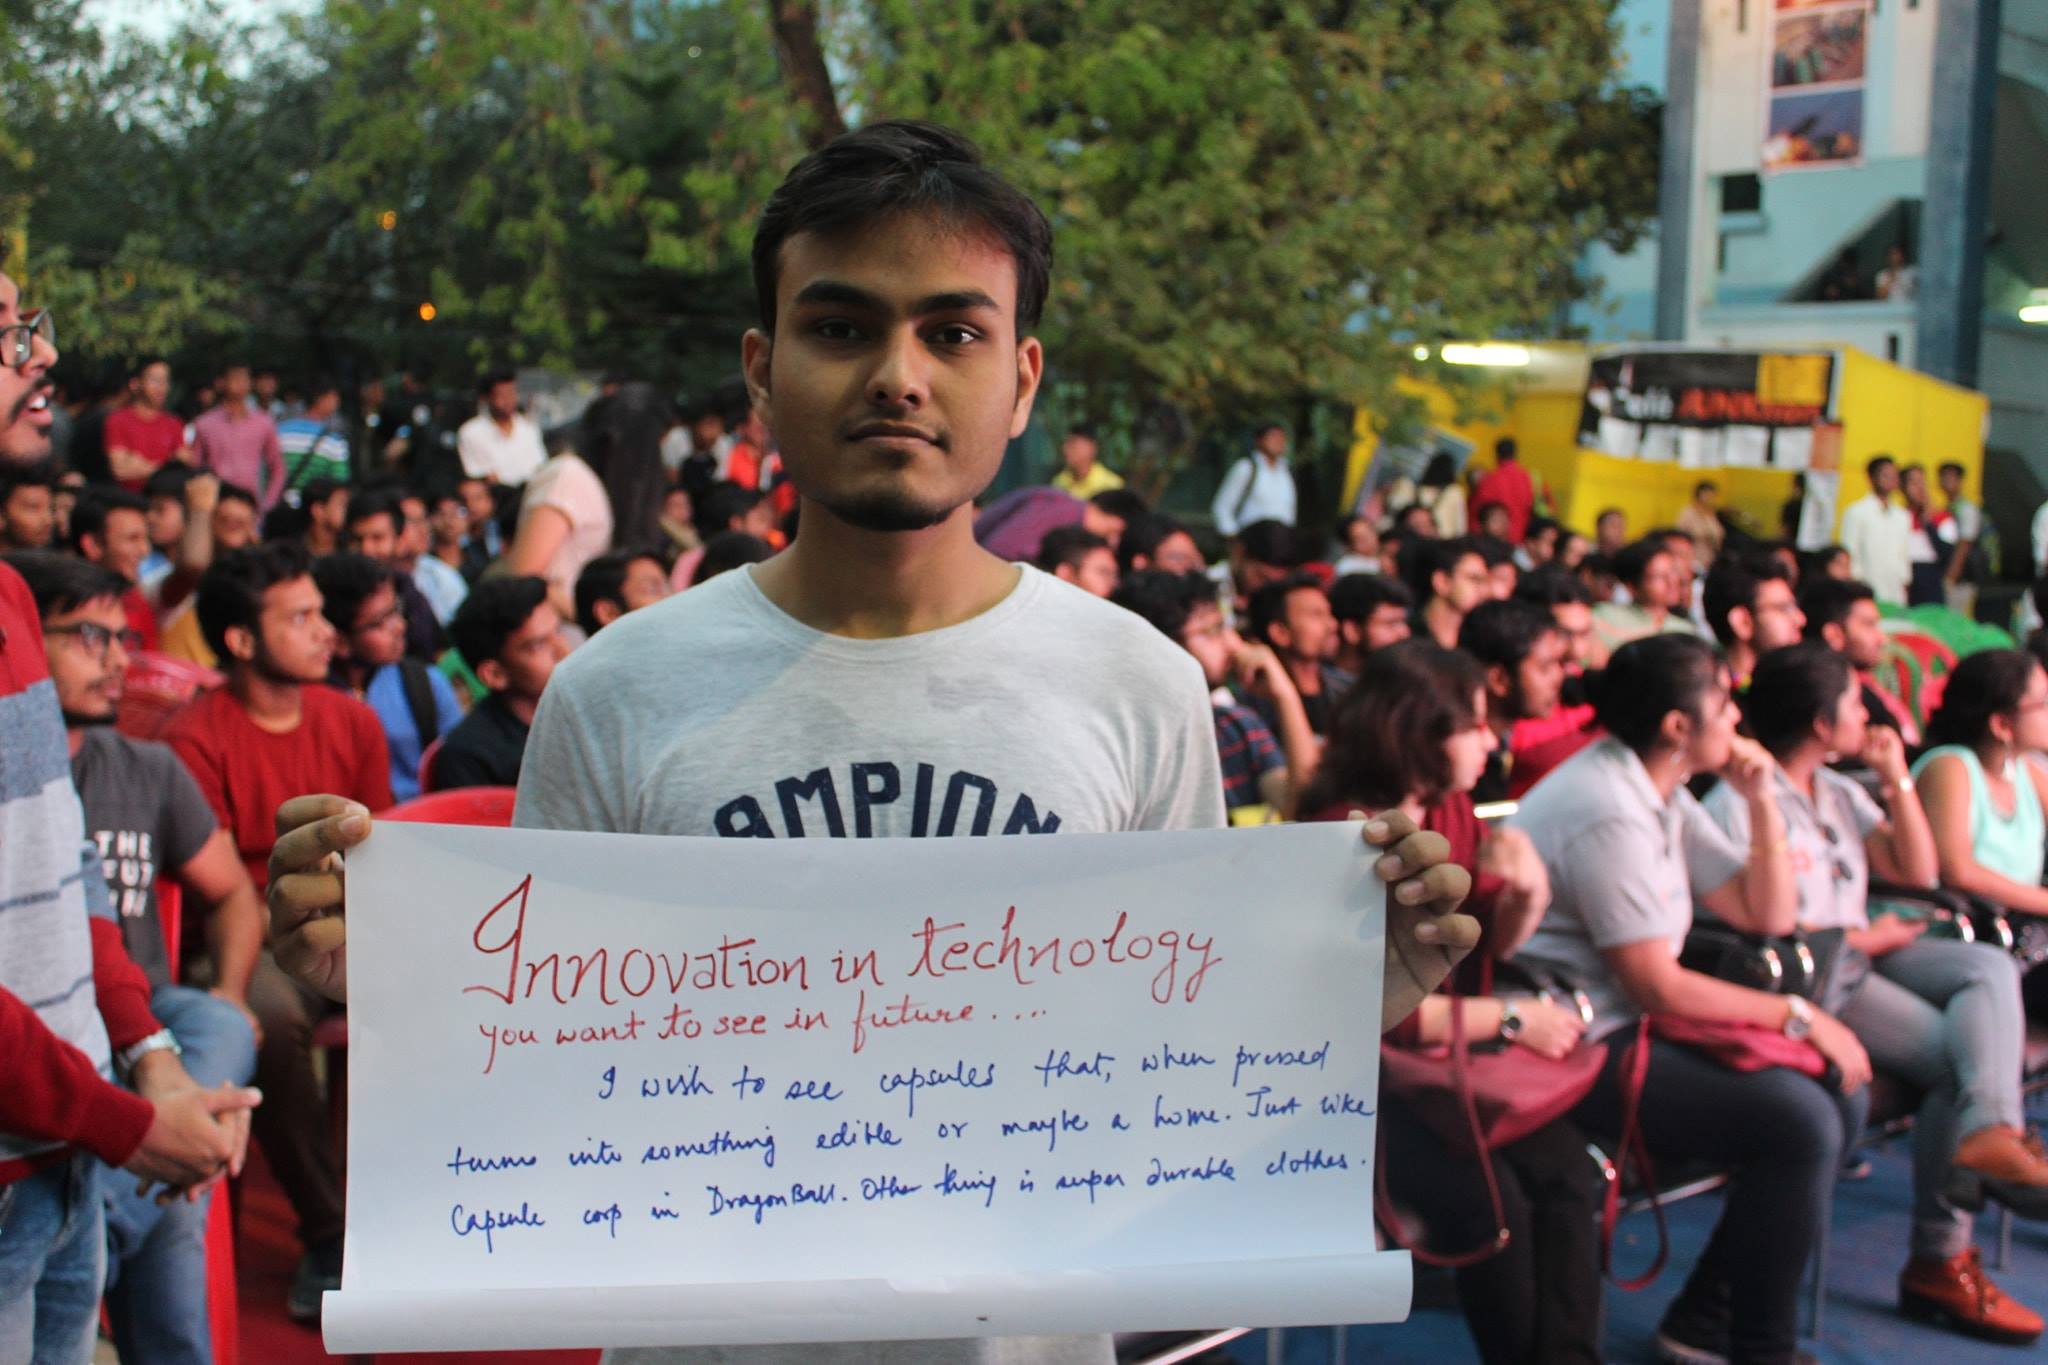 THE
FUT
AMPION
Innovation in technology
you want to see in future....
I wish to see capsules that, when pressed
turns into something edible or maybe a home. Just like
Capsule corp in DragonBall. Other thing is super durable clothes.